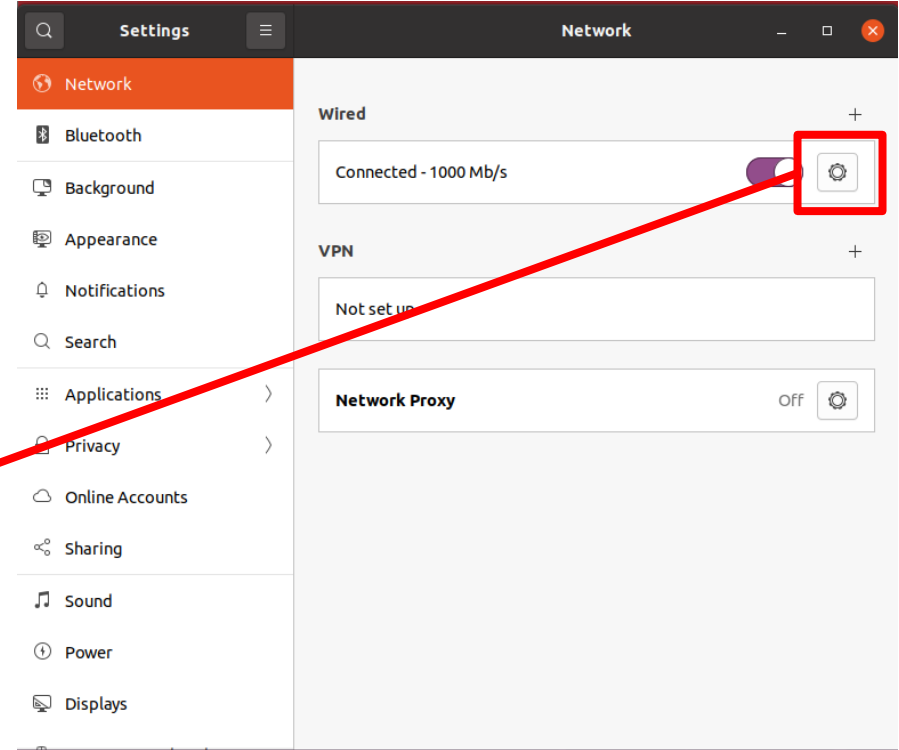 Settings
Network
Network
Bluetooth
Background
Appearance
Notifications
Search
Applications
Privacy
Online Accounts
Sharing
Sound
Power
Displays
Wired
Connected - 1000 Mb/s
VPN
Not set up
Network Proxy
Off